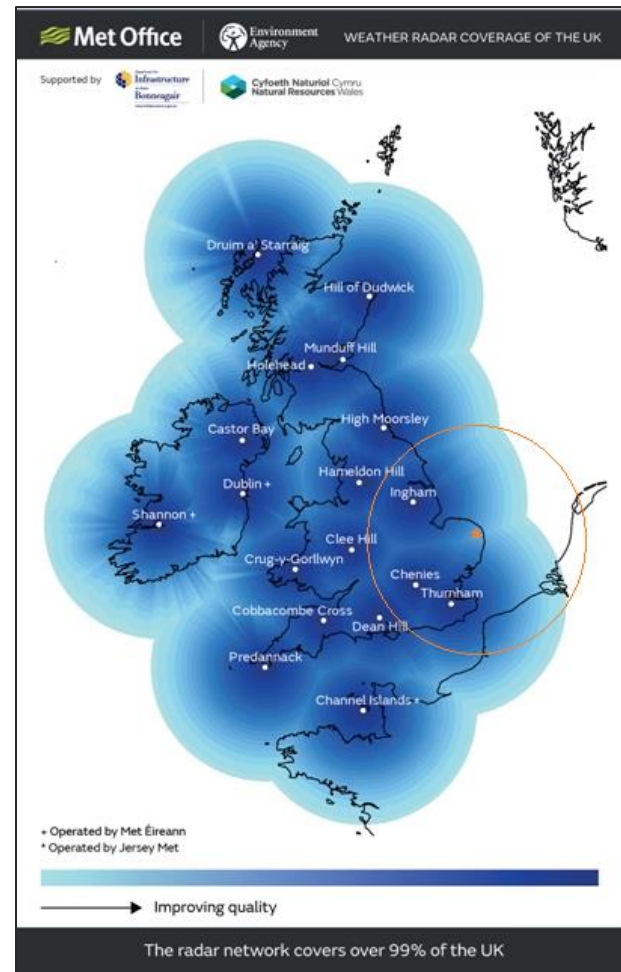 Met Office
Environment
Agency
WEATHER RADAR COVERAGE OF THE UK
Supported by
Infrastructure
Bonneagair
Cyfoeth Naturiol Cymru
Natural Resources Wales
Druim a' Starraig
Hill of Dudwick
Munduff Hill
Holehead
High Moorsley
Castor Bay
Hameldon Hill
Dublin +
Ingham
Shannon +
Clee Hill
Crug-y-Gorllwyn
Chenies
Thurnham
Cobbacombe Cross
Dean Hill
Predannack
Channel Islands *
+ Operated by Met Éireann
* Operated by Jersey Met
Improving quality
The radar network covers over 99% of the UK